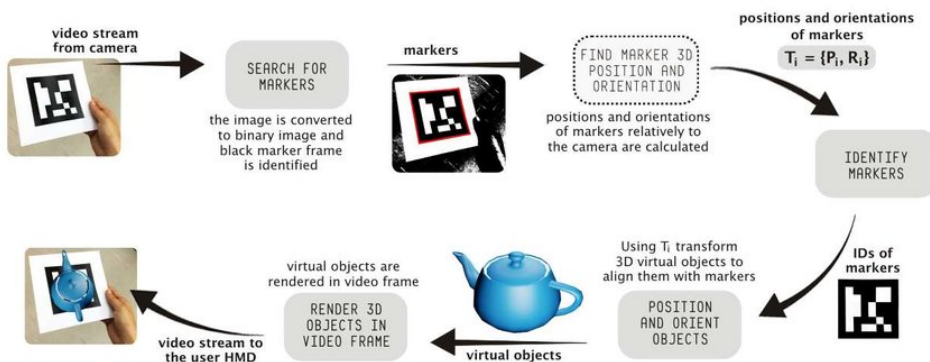 video stream
from camera
SEARCH FOR
MARKERS
the image is converted
to binary image and
black marker frame
is identified
markers
FIND MARKER 3D
POSITION AND
ORIENTATION
positions and orientations
of markers relatively to
the camera are calculated
positions and orientations
of markers
Tᵢ = {Pᵢ, Rᵢ}
IDENTIFY
MARKERS
IDs of
markers
Using Tᵢ transform
3D virtual objects to
align them with markers
POSITION
AND ORIENT
OBJECTS
virtual objects
virtual objects are
rendered in video frame
RENDER 3D
OBJECTS IN
VIDEO FRAME
video stream to
the user HMD